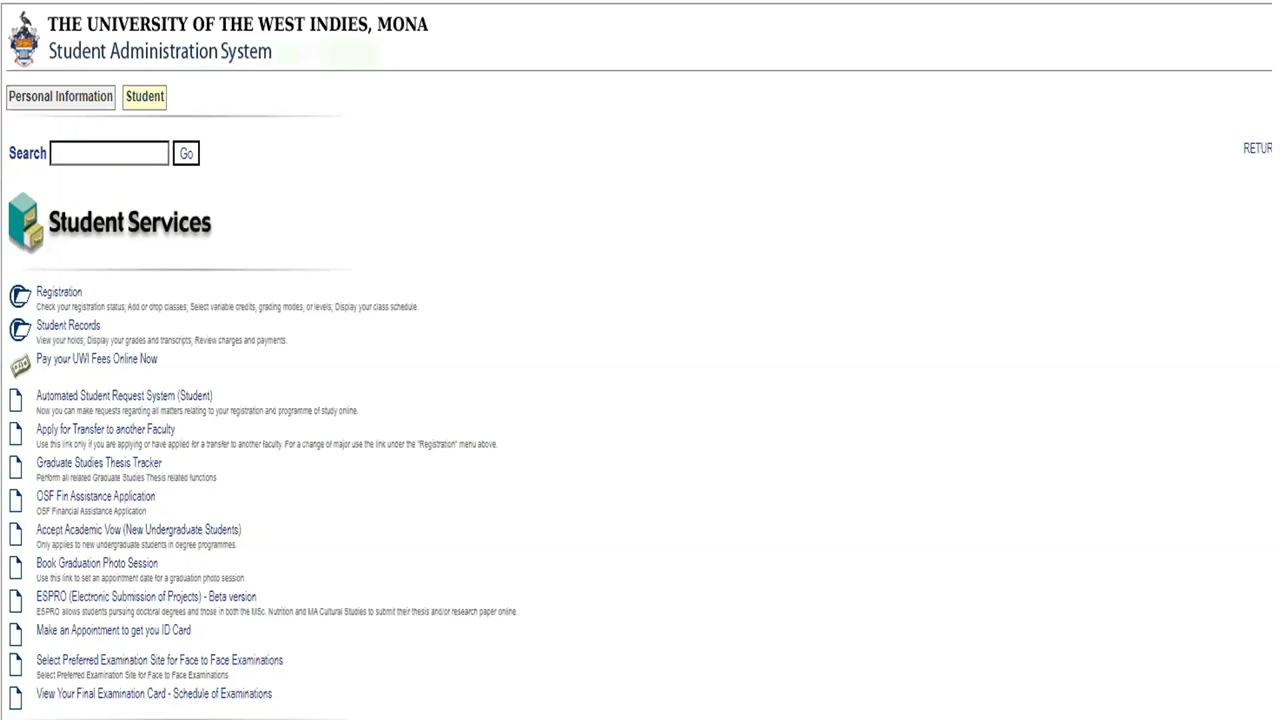 THE UNIVERSITY OF THE WEST INDIES, MONA
Student Administration System
Personal Information Student
Search Go
RETUR
Student Services
Registration
Check your registration status; Add or drop classes; Select variable credits, grading modes, or levels; Display your class schedule.
Student Records
View your holds; Display your grades and transcripts; Review charges and payments.
Pay your UWI Fees Online Now
Automated Student Request System (Student)
Now you can make requests regarding all matters relating to your registration and programme of study online.
Apply for Transfer to another Faculty
Use this link only if you are applying or have applied for a transfer to another faculty. For a change of major use the link under the "Registration" menu above.
Graduate Studies Thesis Tracker
Perform all related Graduate Studies Thesis related functions
OSF Fin Assistance Application
OSF Financial Assistance Application
Accept Academic Vow (New Undergraduate Students)
Only applies to new undergraduate students in degree programmes.
Book Graduation Photo Session
Use this link to set an appointment date for a graduation photo session.
ESPRO (Electronic Submission of Projects) - Beta version
ESPRO allows students pursuing doctoral degrees and those in both the MSc. Nutrition and MA Cultural Studies to submit their thesis and/or research paper online.
Make an Appointment to get you ID Card
Select Preferred Examination Site for Face to Face Examinations
Select Preferred Examination Site for Face to Face Examinations
View Your Final Examination Card - Schedule of Examinations